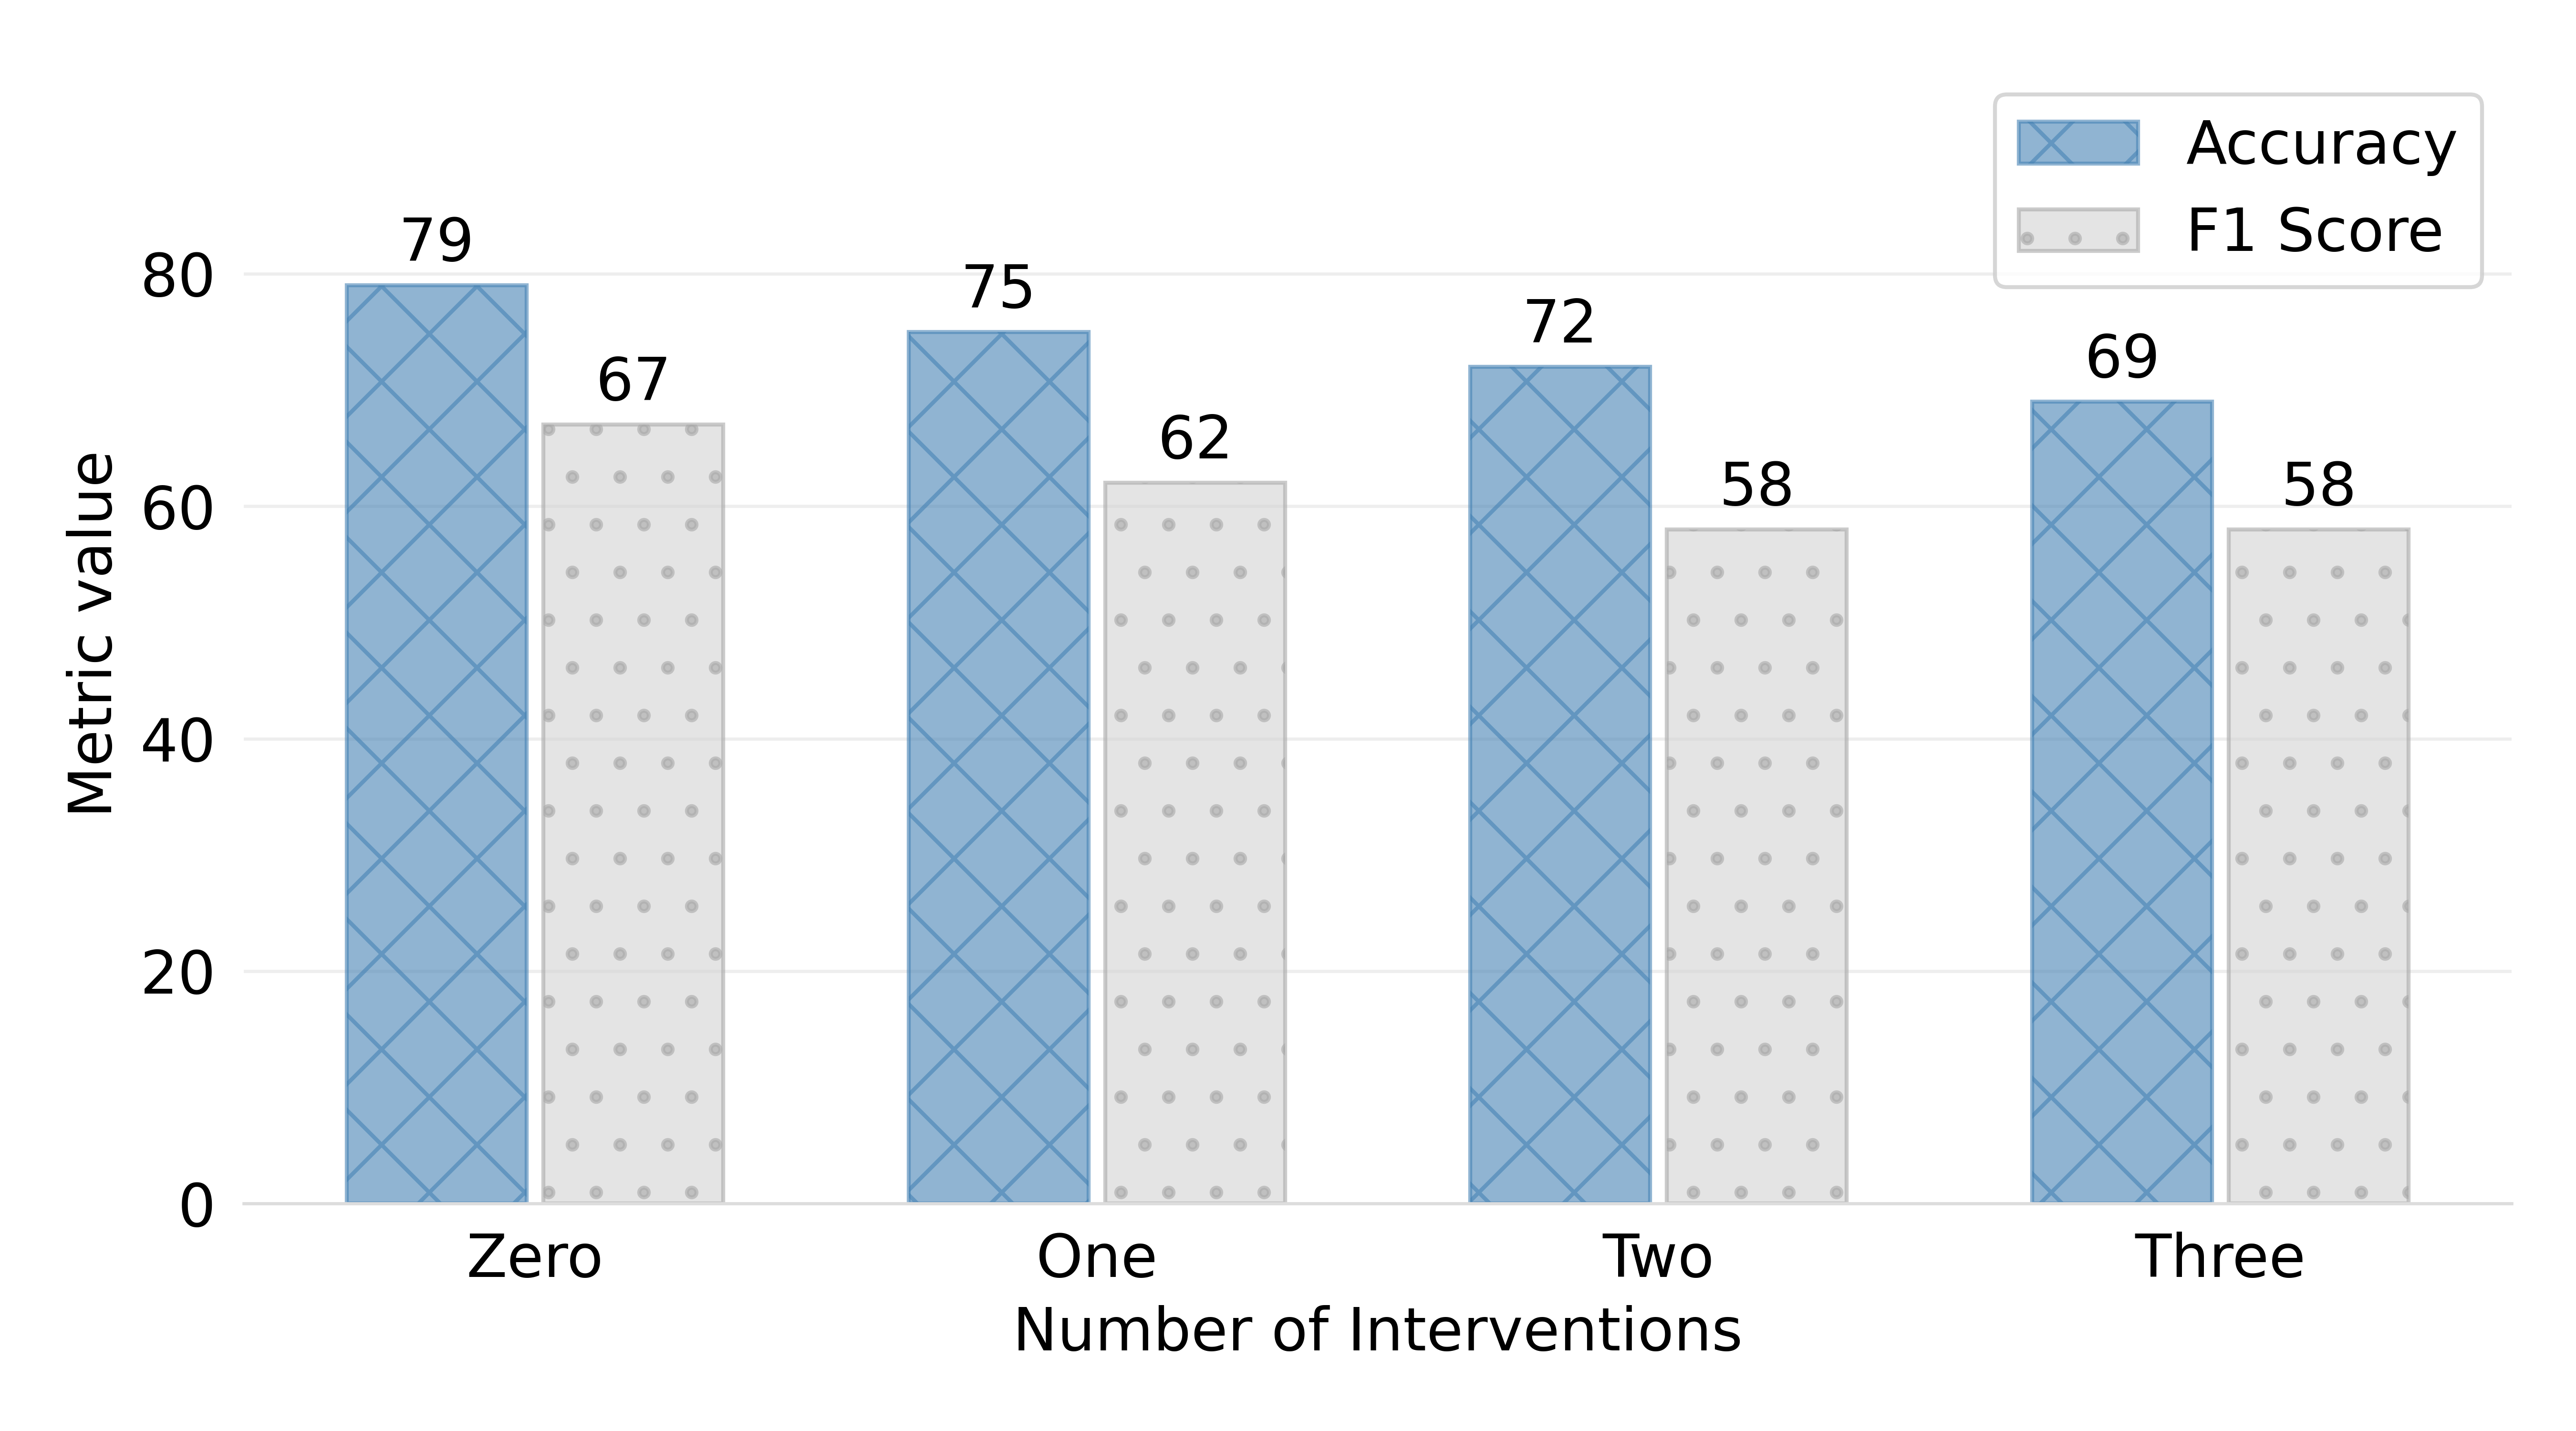 Accuracy
F1 Score
79
67
75
62
72
58
69
58
80
60
40
20
0
Metric value
Zero
One
Two
Three
Number of Interventions